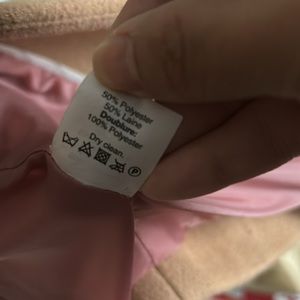 50% Polyester
50% Laine
Doublure:
100% Polyester
Dry clean.
P